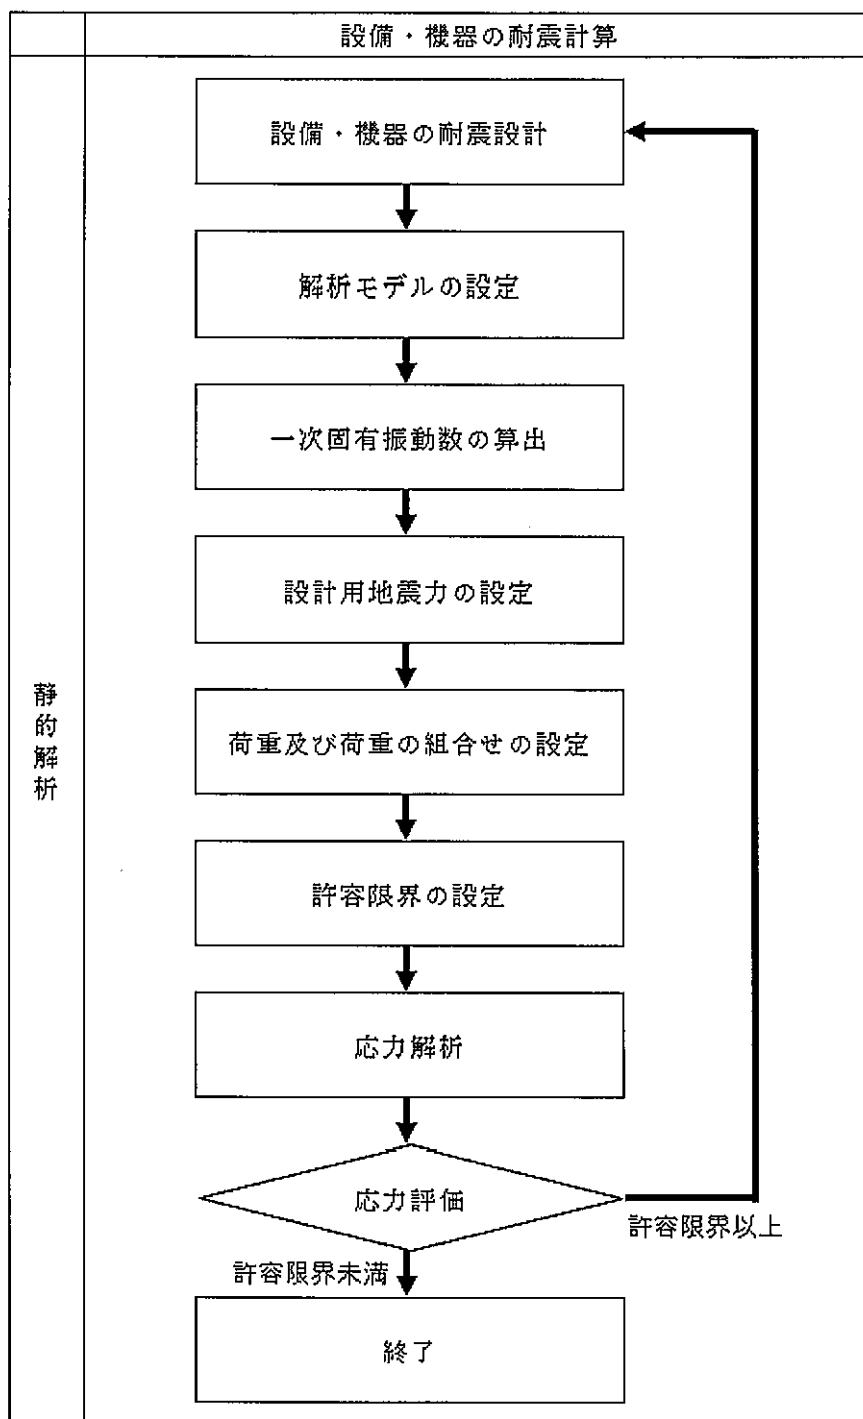 設備・機器の耐震計算
静的解析
設備・機器の耐震設計
解析モデルの設定
一次固有振動数の算出
設計用地震力の設定
荷重及び荷重の組合せの設定
許容限界の設定
応力解析
応力評価
許容限界以上
許容限界未満
終了